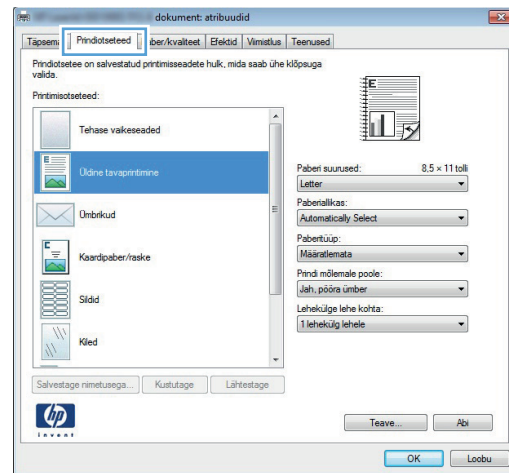 dokument: atribuudid
Prindiotseteed
Efektid
Viimistlus
Teenused
Prindiotsetee on salvestatud printimisseadete hulk, mida saab ühe klõpsuga
valida.
Printimisotseteed:
Tehase vaikeseaded
Üldine tavaprintimine
Ümbrikud
Kaardipaber/raske
Sildid
Kiled
E
Paberi suurused: 8,5 × 11 tolli
Letter
Paberiallikas:
Automatically Select
Paberitüüp:
Määratlemata
Prindi mõlemale poole:
Jah, pööra ümber
Lehekülge lehe kohta:
1 lehekülg lehele
Salvestage nimetusega... Kustutage Lähtestage
hp
invent
Teave... Abi
OK Loobu